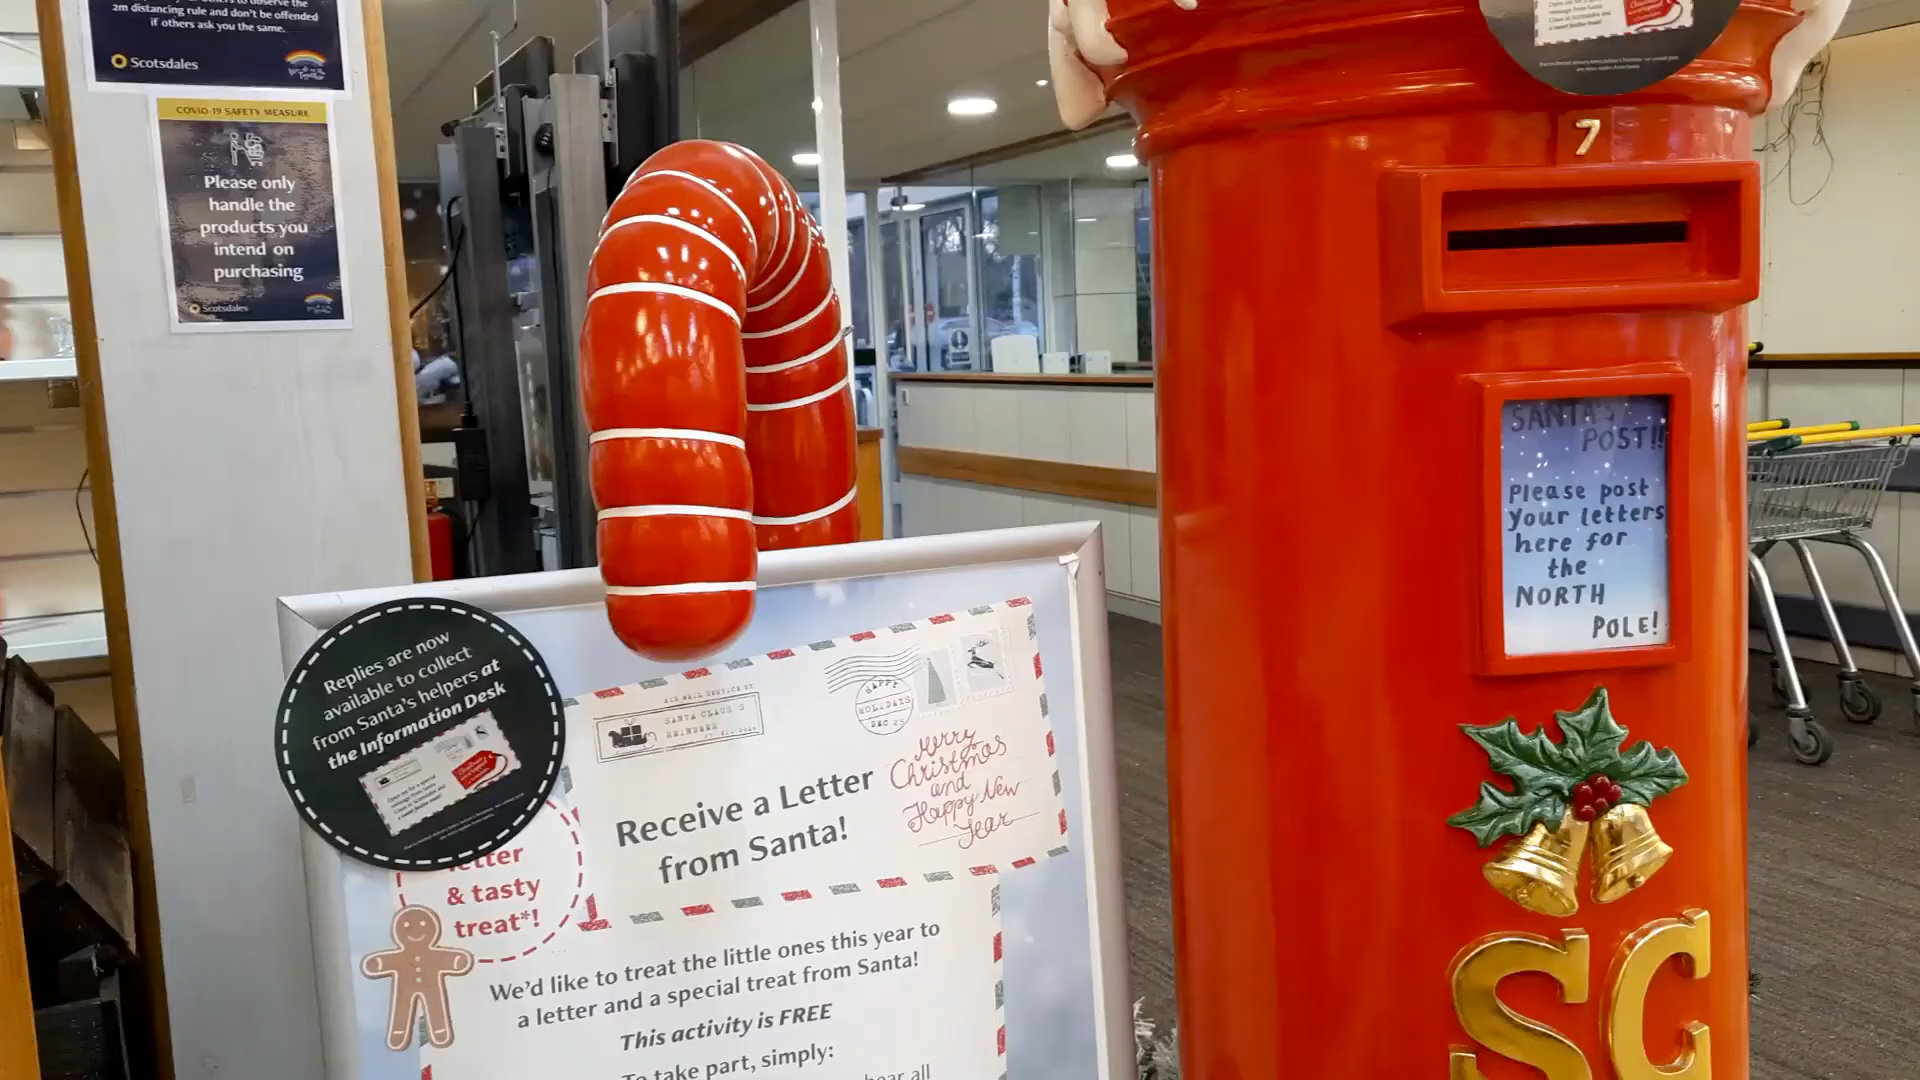 2m distancing rule and don't be offended
if others ask you the same.
Scotsdales
COVID-19 SAFETY MEASURE
Please only
handle the
products you
intend on
purchasing
Scotsdales
Replies are now
available to collect
from Santa's helpers at
the Information Desk
letter
& tasty
treat*!
SANTA CLAUS'S
REINDEER
HAPPY
HOLIDAYS
DEC 25
Merry
Christmas
and
Happy New
Year
Receive a Letter
from Santa!
We'd like to treat the little ones this year to
a letter and a special treat from Santa!
This activity is FREE
To take part, simply:
all
7
SANTA'S
POST!!
Please post
your letters
here for
the
NORTH
POLE!
SC